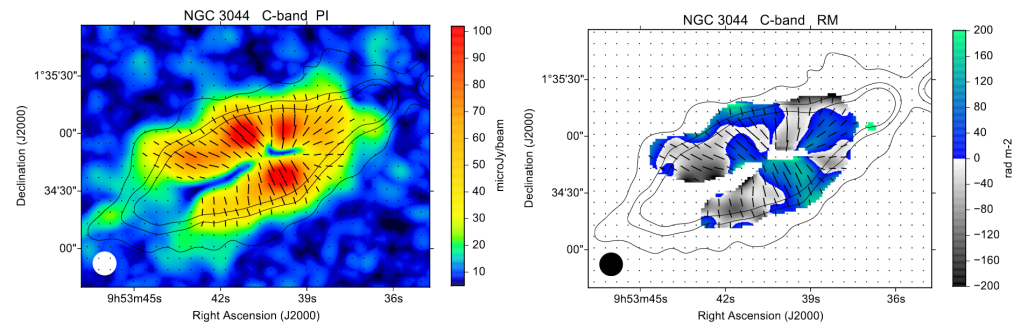 NGC 3044 C-band PI
Declination (J2000)
1°35'30"
00"
34'30"
00"
9h53m45s 42s 39s 36s
Right Ascension (J2000)
100
90
80
70
60
50
40
30
20
10
microJy/beam
NGC 3044 C-band RM
Declination (J2000)
1°35'30"
00"
34'30"
00"
9h53m45s 42s 39s 36s
Right Ascension (J2000)
200
160
120
80
40
0
−40
−80
−120
−160
−200
rad m-2